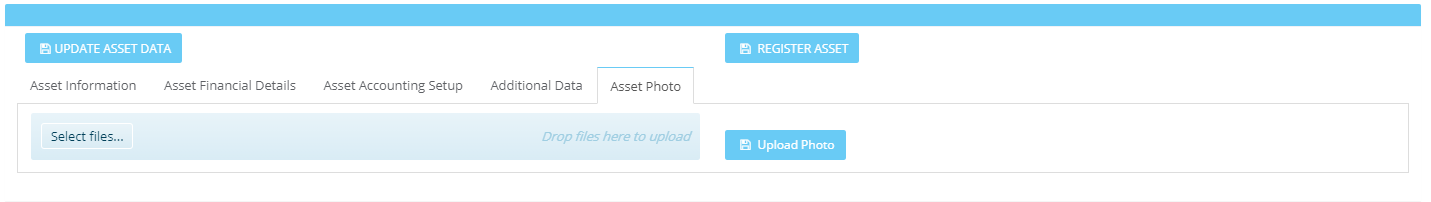 UPDATE ASSET DATA REGISTER ASSET
Asset Information Asset Financial Details Asset Accounting Setup Additional Data Asset Photo
Select files... Drop files here to upload Upload Photo